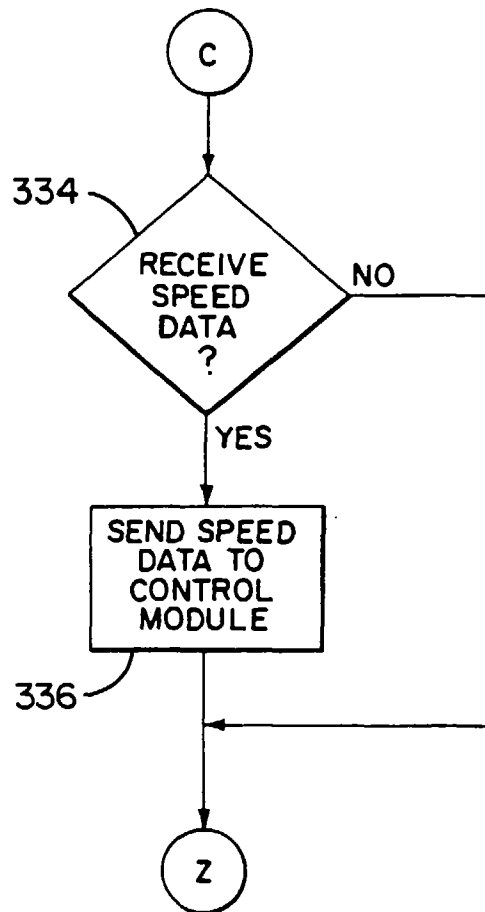 C
334
RECEIVE
SPEED
DATA
?
NO
YES
SEND SPEED
DATA TO
CONTROL
MODULE
336
Z